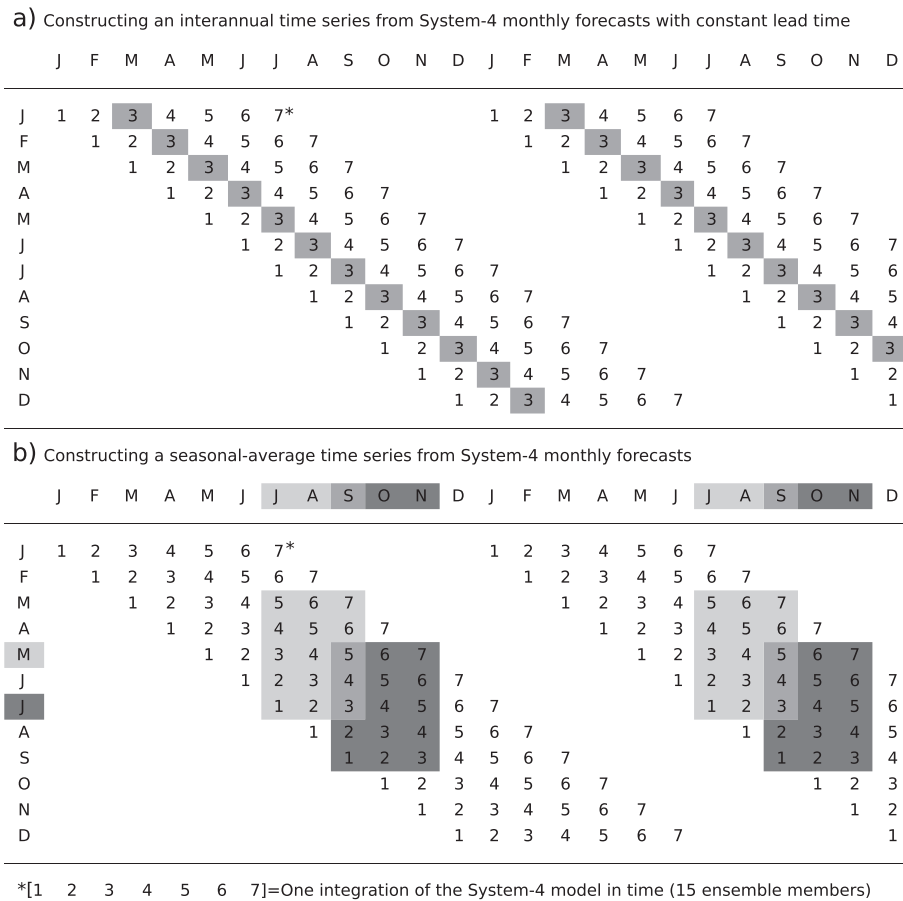 a) Constructing an interannual time series from System-4 monthly forecasts with constant lead time
J F M A M J J A S O N D J F M A M J J A S O N D
J 1 2 3 4 5 6 7* 1 2 3 4 5 6 7
F 1 2 3 4 5 6 7 1 2 3 4 5 6 7
M 1 2 3 4 5 6 7 1 2 3 4 5 6 7
A 1 2 3 4 5 6 7 1 2 3 4 5 6 7
M 1 2 3 4 5 6 7 1 2 3 4 5 6 7
J 1 2 3 4 5 6 7 1 2 3 4 5 6 7
J 1 2 3 4 5 6 7 1 2 3 4 5 6
A 1 2 3 4 5 6 7 1 2 3 4 5
S 1 2 3 4 5 6 7 1 2 3 4
O 1 2 3 4 5 6 7 1 2 3
N 1 2 3 4 5 6 7 1 2
D 1 2 3 4 5 6 7 1
b) Constructing a seasonal-average time series from System-4 monthly forecasts
J F M A M J J A S O N D J F M A M J J A S O N D
J 1 2 3 4 5 6 7* 1 2 3 4 5 6 7
F 1 2 3 4 5 6 7 1 2 3 4 5 6 7
M 1 2 3 4 5 6 7 1 2 3 4 5 6 7
A 1 2 3 4 5 6 7 1 2 3 4 5 6 7
M 1 2 3 4 5 6 7 1 2 3 4 5 6 7
J 1 2 3 4 5 6 7 1 2 3 4 5 6 7
J 1 2 3 4 5 6 7 1 2 3 4 5 6
A 1 2 3 4 5 6 7 1 2 3 4 5
S 1 2 3 4 5 6 7 1 2 3 4
O 1 2 3 4 5 6 7 1 2 3
N 1 2 3 4 5 6 7 1 2
D 1 2 3 4 5 6 7 1
*[1 2 3 4 5 6 7]=One integration of the System-4 model in time (15 ensemble members)